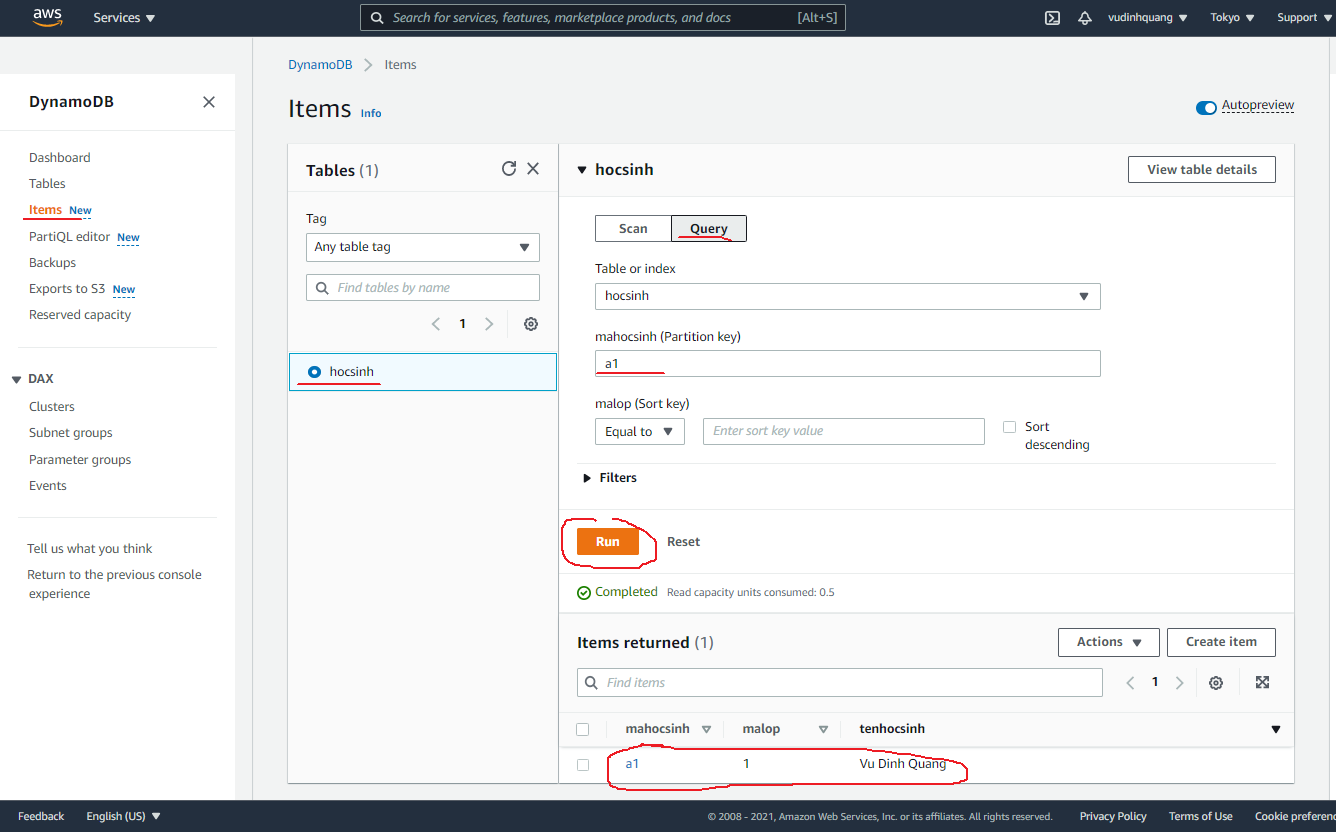 aws Services Search for services, features, marketplace products, and docs [Alt+S] vudinhquang Tokyo Support
DynamoDB
Dashboard
Tables
Items New
PartiQL editor New
Backups
Exports to S3 New
Reserved capacity
DAX
Clusters
Subnet groups
Parameter groups
Events
Tell us what you think
Return to the previous console
experience
DynamoDB Items
Items Info
Autopreview
Tables (1)
Tag
Any table tag
Find tables by name
1
hocsinh
hocsinh
View table details
Scan Query
Table or index
hocsinh
mahocsinh (Partition key)
a1
malop (Sort key)
Equal to Enter sort key value Sort
descending
Filters
Run Reset
Completed Read capacity units consumed: 0.5
Items returned (1) Actions Create item
Find items 1
mahocsinh malop tenhocsinh
a1 1 Vu Dinh Quang
Feedback English (US) © 2008 - 2021, Amazon Web Services, Inc. or its affiliates. All rights reserved. Privacy Policy Terms of Use Cookie preferen